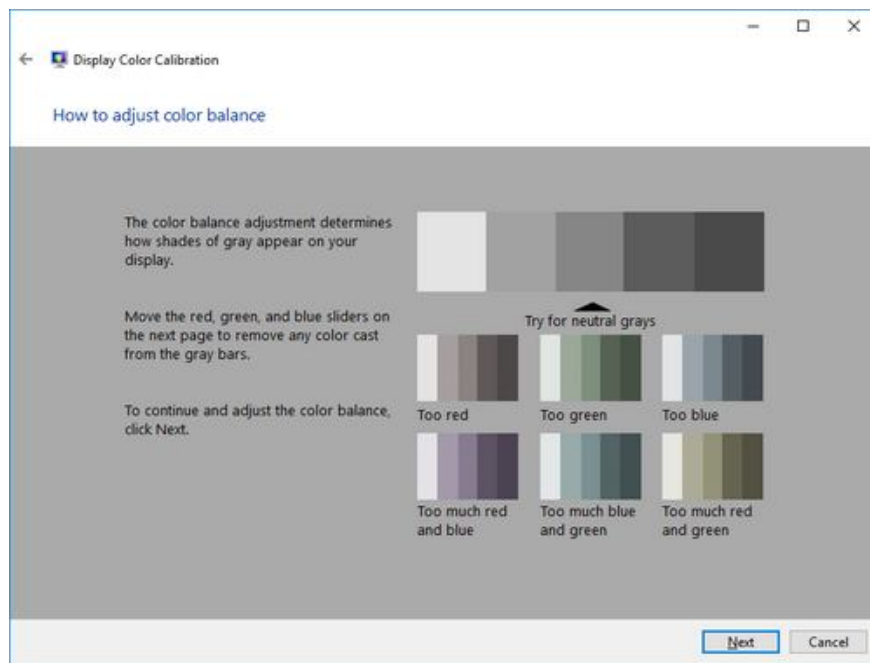 Display Color Calibration
How to adjust color balance
The color balance adjustment determines
how shades of gray appear on your
display.
Move the red, green, and blue sliders on
the next page to remove any color cast
from the gray bars.
To continue and adjust the color balance,
click Next.
Try for neutral grays
Too red
Too green
Too blue
Too much red
and blue
Too much blue
and green
Too much red
and green
Next
Cancel